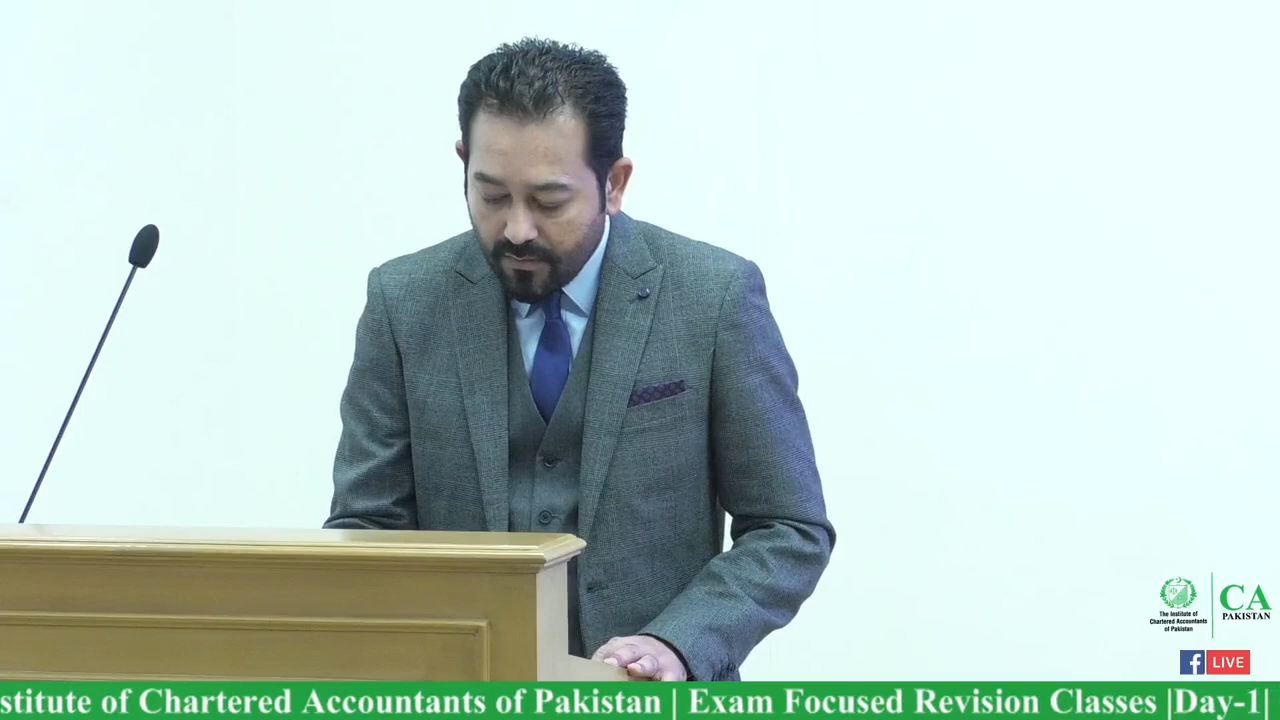 The Institute of
Chartered Accountants
of Pakistan
CA
PAKISTAN
f LIVE
stitute of Chartered Accountants of Pakistan | Exam Focused Revision Classes |Day-1|